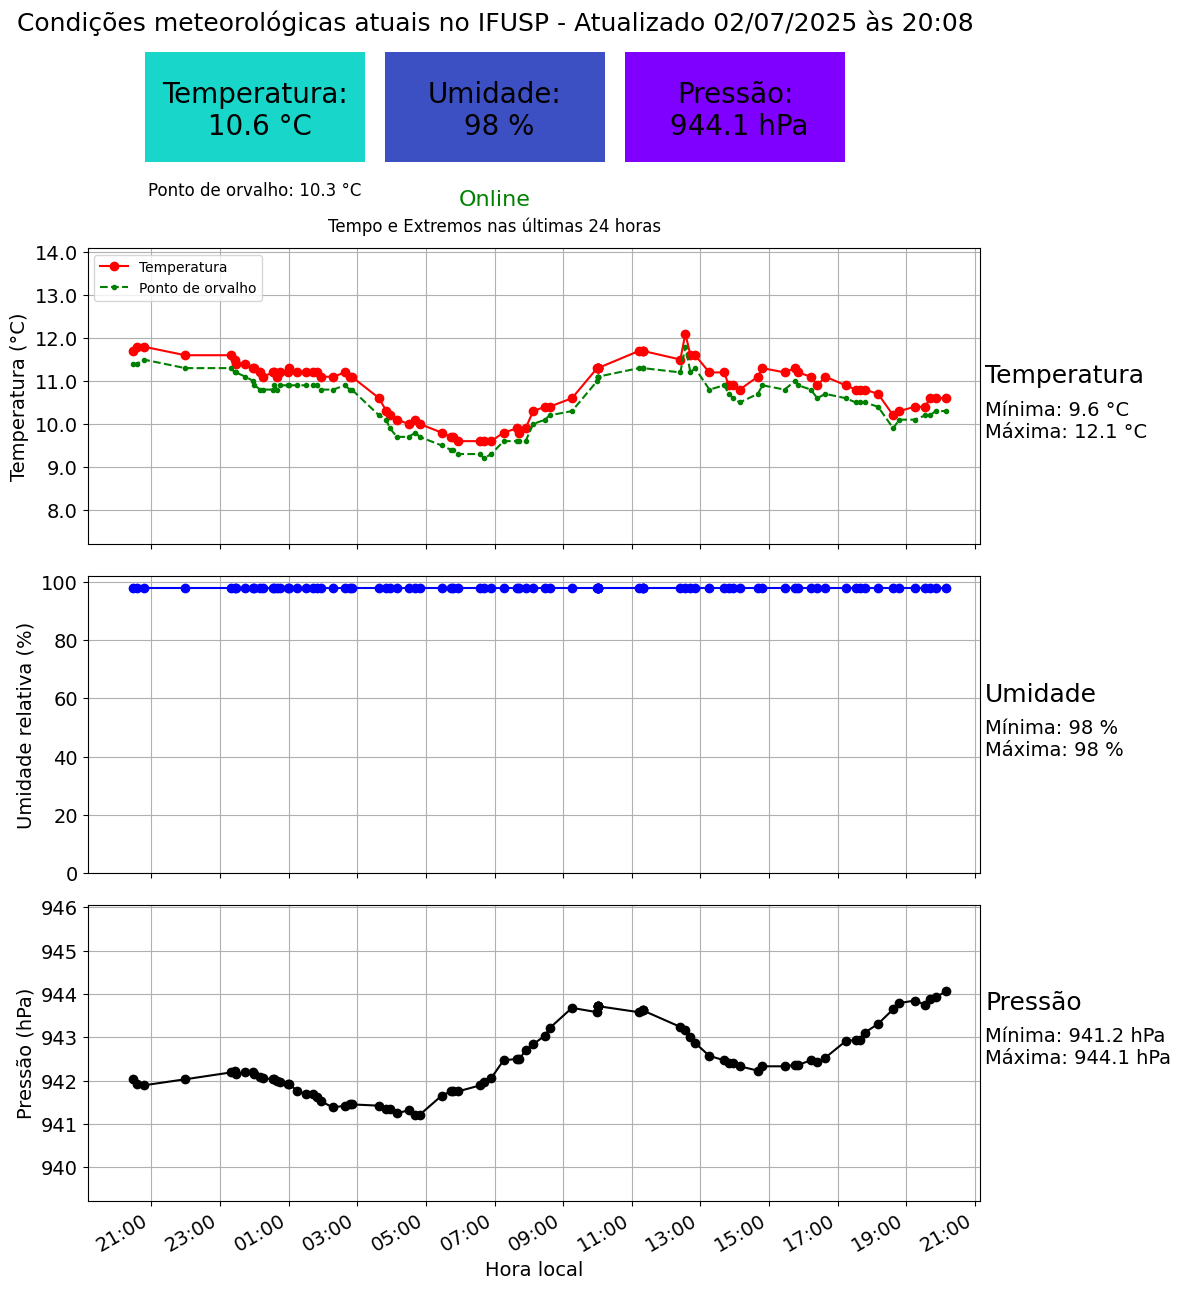 Condições meteorológicas atuais no IFUSP - Atualizado 02/07/2025 às 20:08
Temperatura:
10.6 °C
Umidade:
98 %
Pressão:
944.1 hPa
Ponto de orvalho: 10.3 °C
Online
Tempo e Extremos nas últimas 24 horas
Temperatura (°C)
14.0
13.0
12.0
11.0
10.0
9.0
8.0
Temperatura
Ponto de orvalho
Temperatura
Mínima: 9.6 °C
Máxima: 12.1 °C
Umidade relativa (%)
100
80
60
40
20
0
Umidade
Mínima: 98 %
Máxima: 98 %
Pressão (hPa)
946
945
944
943
942
941
940
Pressão
Mínima: 941.2 hPa
Máxima: 944.1 hPa
21:00
23:00
01:00
03:00
05:00
07:00
09:00
11:00
13:00
15:00
17:00
19:00
21:00
Hora local